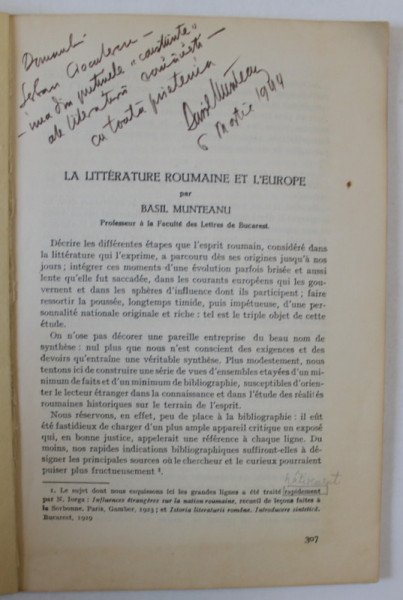 Domnului
Șerban Cioculescu –
– una din puținele „conștiințe”
ale literaturii
cu toată prietenia
Basil Munteanu
6 Martie 1944
LA LITTÉRATURE ROUMAINE ET L'EUROPE
par
BASIL MUNTEANU
Professeur à la Faculté des Lettres de Bucarest.
Décrire les différentes étapes que l'esprit roumain, considéré dans
la littérature qui l'exprime, a parcouru dès ses origines jusqu'à nos
jours ; intégrer ces moments d'une évolution parfois brisée et aussi
lente qu'elle fut saccadée, dans les courants européens qui les gou-
vernent et dans les sphères d'influence dont ils participent ; faire
ressortir la poussée, longtemps timide, puis impétueuse, d'une per-
sonnalité nationale originale et riche : tel est le triple objet de cette
étude.
On n'ose pas décorer une pareille entreprise du beau nom de
synthèse : nul plus que nous n'est conscient des exigences et des
devoirs qu'entraîne une véritable synthèse. Plus modestement, nous
tentons ici de construire une série de vues d'ensembles etayées d'un mi-
nimum de faits et d'un minimum de bibliographie, susceptibles d'orien-
ter le lecteur étranger dans la connaissance et dans l'étude des réalités
roumaines historiques sur le terrain de l'esprit.
Nous réservons, en effet, peu de place à la bibliographie : il eût
été fastidieux de charger d'un plus ample appareil critique un exposé
qui, en bonne justice, appelerait une référence à chaque ligne. Du
moins, nos rapides indications bibliographiques suffiront-elles à dé-
signer les principales sources où le chercheur et le curieux pourraient
puiser plus fructueusement ¹.
1. Le sujet dont nous esquissons ici les grandes lignes a été traité rapidement
par N. Iorga : Influences étrangères sur la nation roumaine, recueil de leçons faites à
la Sorbonne, Paris, Gamber, 1923 ; et Istoria literaturii române. Introducere sintetică.
Bucarest, 1929
307